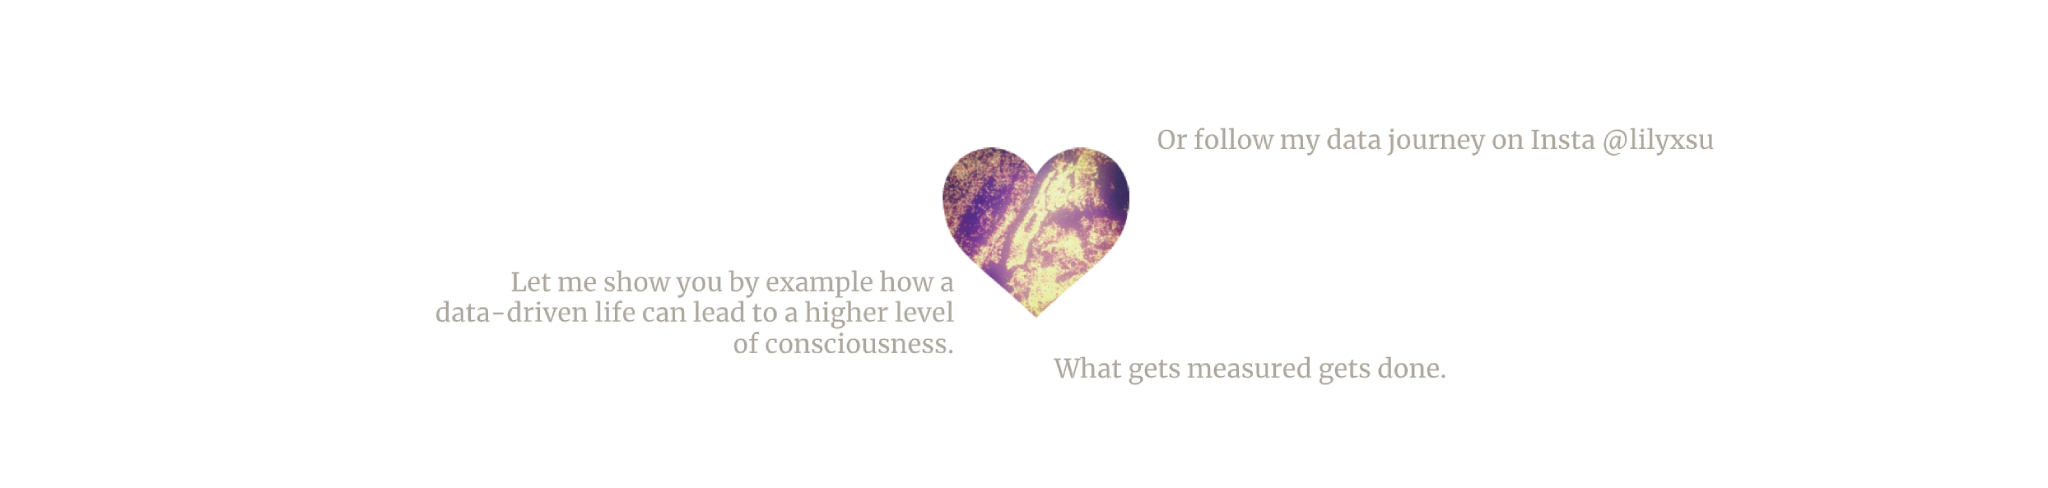 Or follow my data journey on Insta @lilyxsu
Let me show you by example how a
data-driven life can lead to a higher level
of consciousness.
What gets measured gets done.